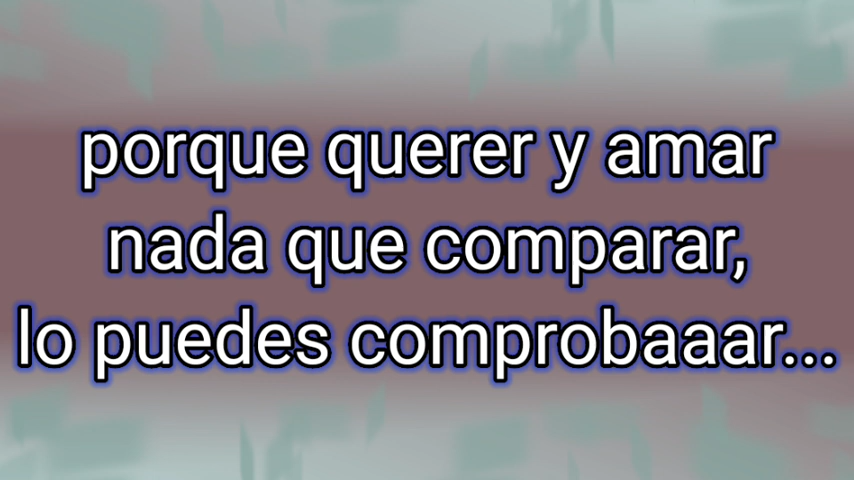 porque querer y amar
nada que comparar,
lo puedes comprobaaar...